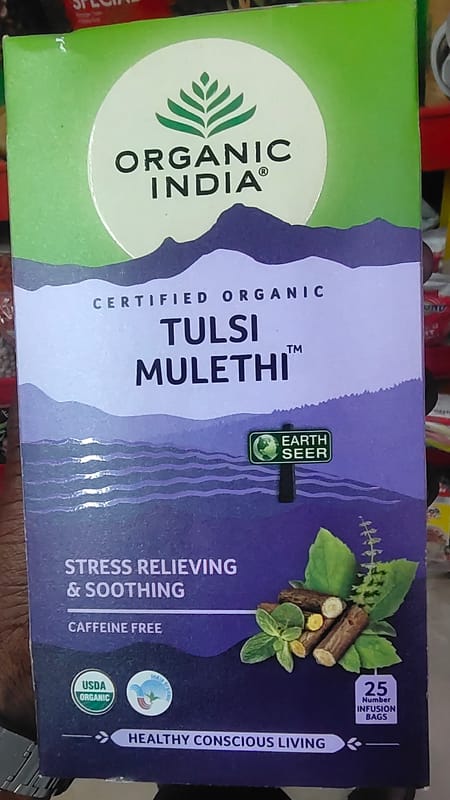 SPECIAL
ORGANIC
INDIA®
CERTIFIED ORGANIC
TULSI
MULETHI™
EARTH
SEER
STRESS RELIEVING
& SOOTHING
CAFFEINE FREE
USDA
ORGANIC
25
Number
INFUSION
BAGS
HEALTHY CONSCIOUS LIVING